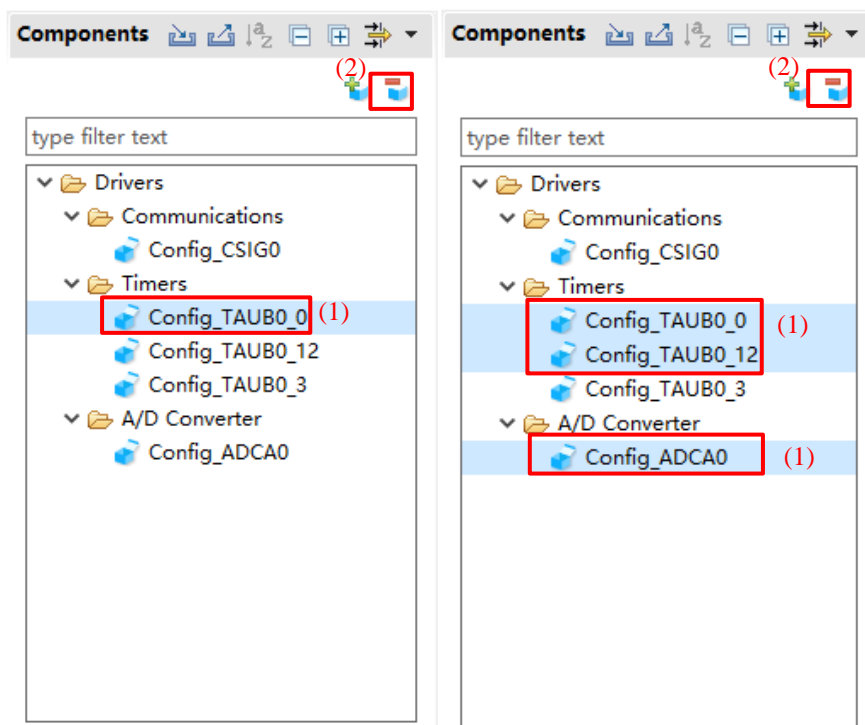 Components
(2)
type filter text
Drivers
Communications
Config_CSIG0
Timers
Config_TAUB0_0 (1)
Config_TAUB0_12
Config_TAUB0_3
A/D Converter
Config_ADCA0
Components
(2)
type filter text
Drivers
Communications
Config_CSIG0
Timers
Config_TAUB0_0 (1)
Config_TAUB0_12
Config_TAUB0_3
A/D Converter
Config_ADCA0 (1)